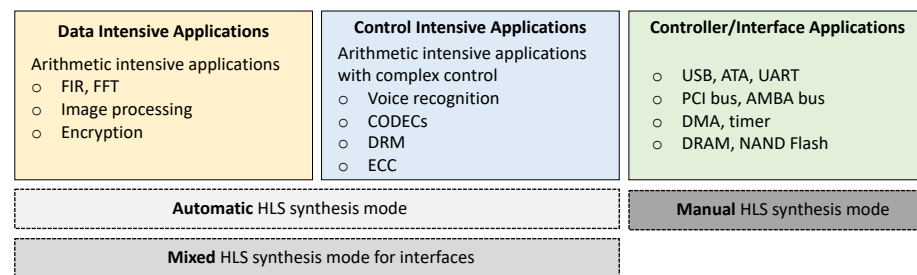 Data Intensive Applications
Arithmetic intensive applications
o FIR, FFT
o Image processing
o Encryption
Control Intensive Applications
Arithmetic intensive applications
with complex control
o Voice recognition
o CODECs
o DRM
o ECC
Controller/Interface Applications
o USB, ATA, UART
o PCI bus, AMBA bus
o DMA, timer
o DRAM, NAND Flash
Automatic HLS synthesis mode
Manual HLS synthesis mode
Mixed HLS synthesis mode for interfaces